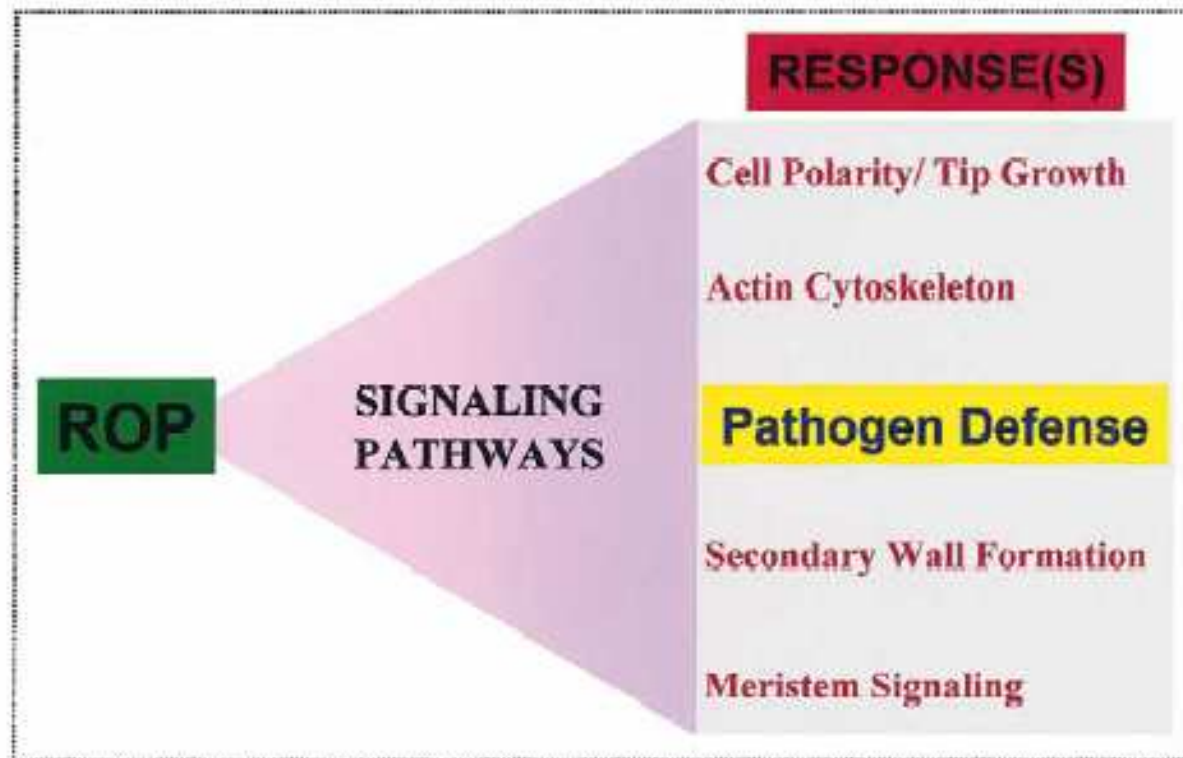 RESPONSE(S)
Cell Polarity/ Tip Growth
Actin Cytoskeleton
ROP
SIGNALING
PATHWAYS
Pathogen Defense
Secondary Wall Formation
Meristem Signaling